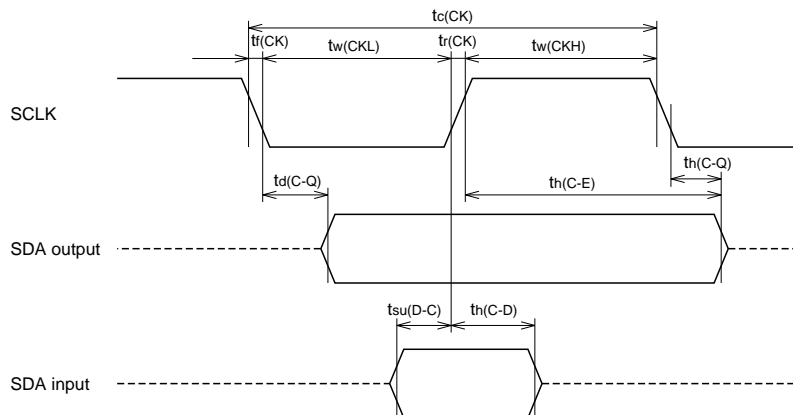 tc(CK)
tf(CK) tw(CKL) tr(CK) tw(CKH)
SCLK
th(C-Q)
td(C-Q) th(C-E)
SDA output
tsu(D-C) th(C-D)
SDA input